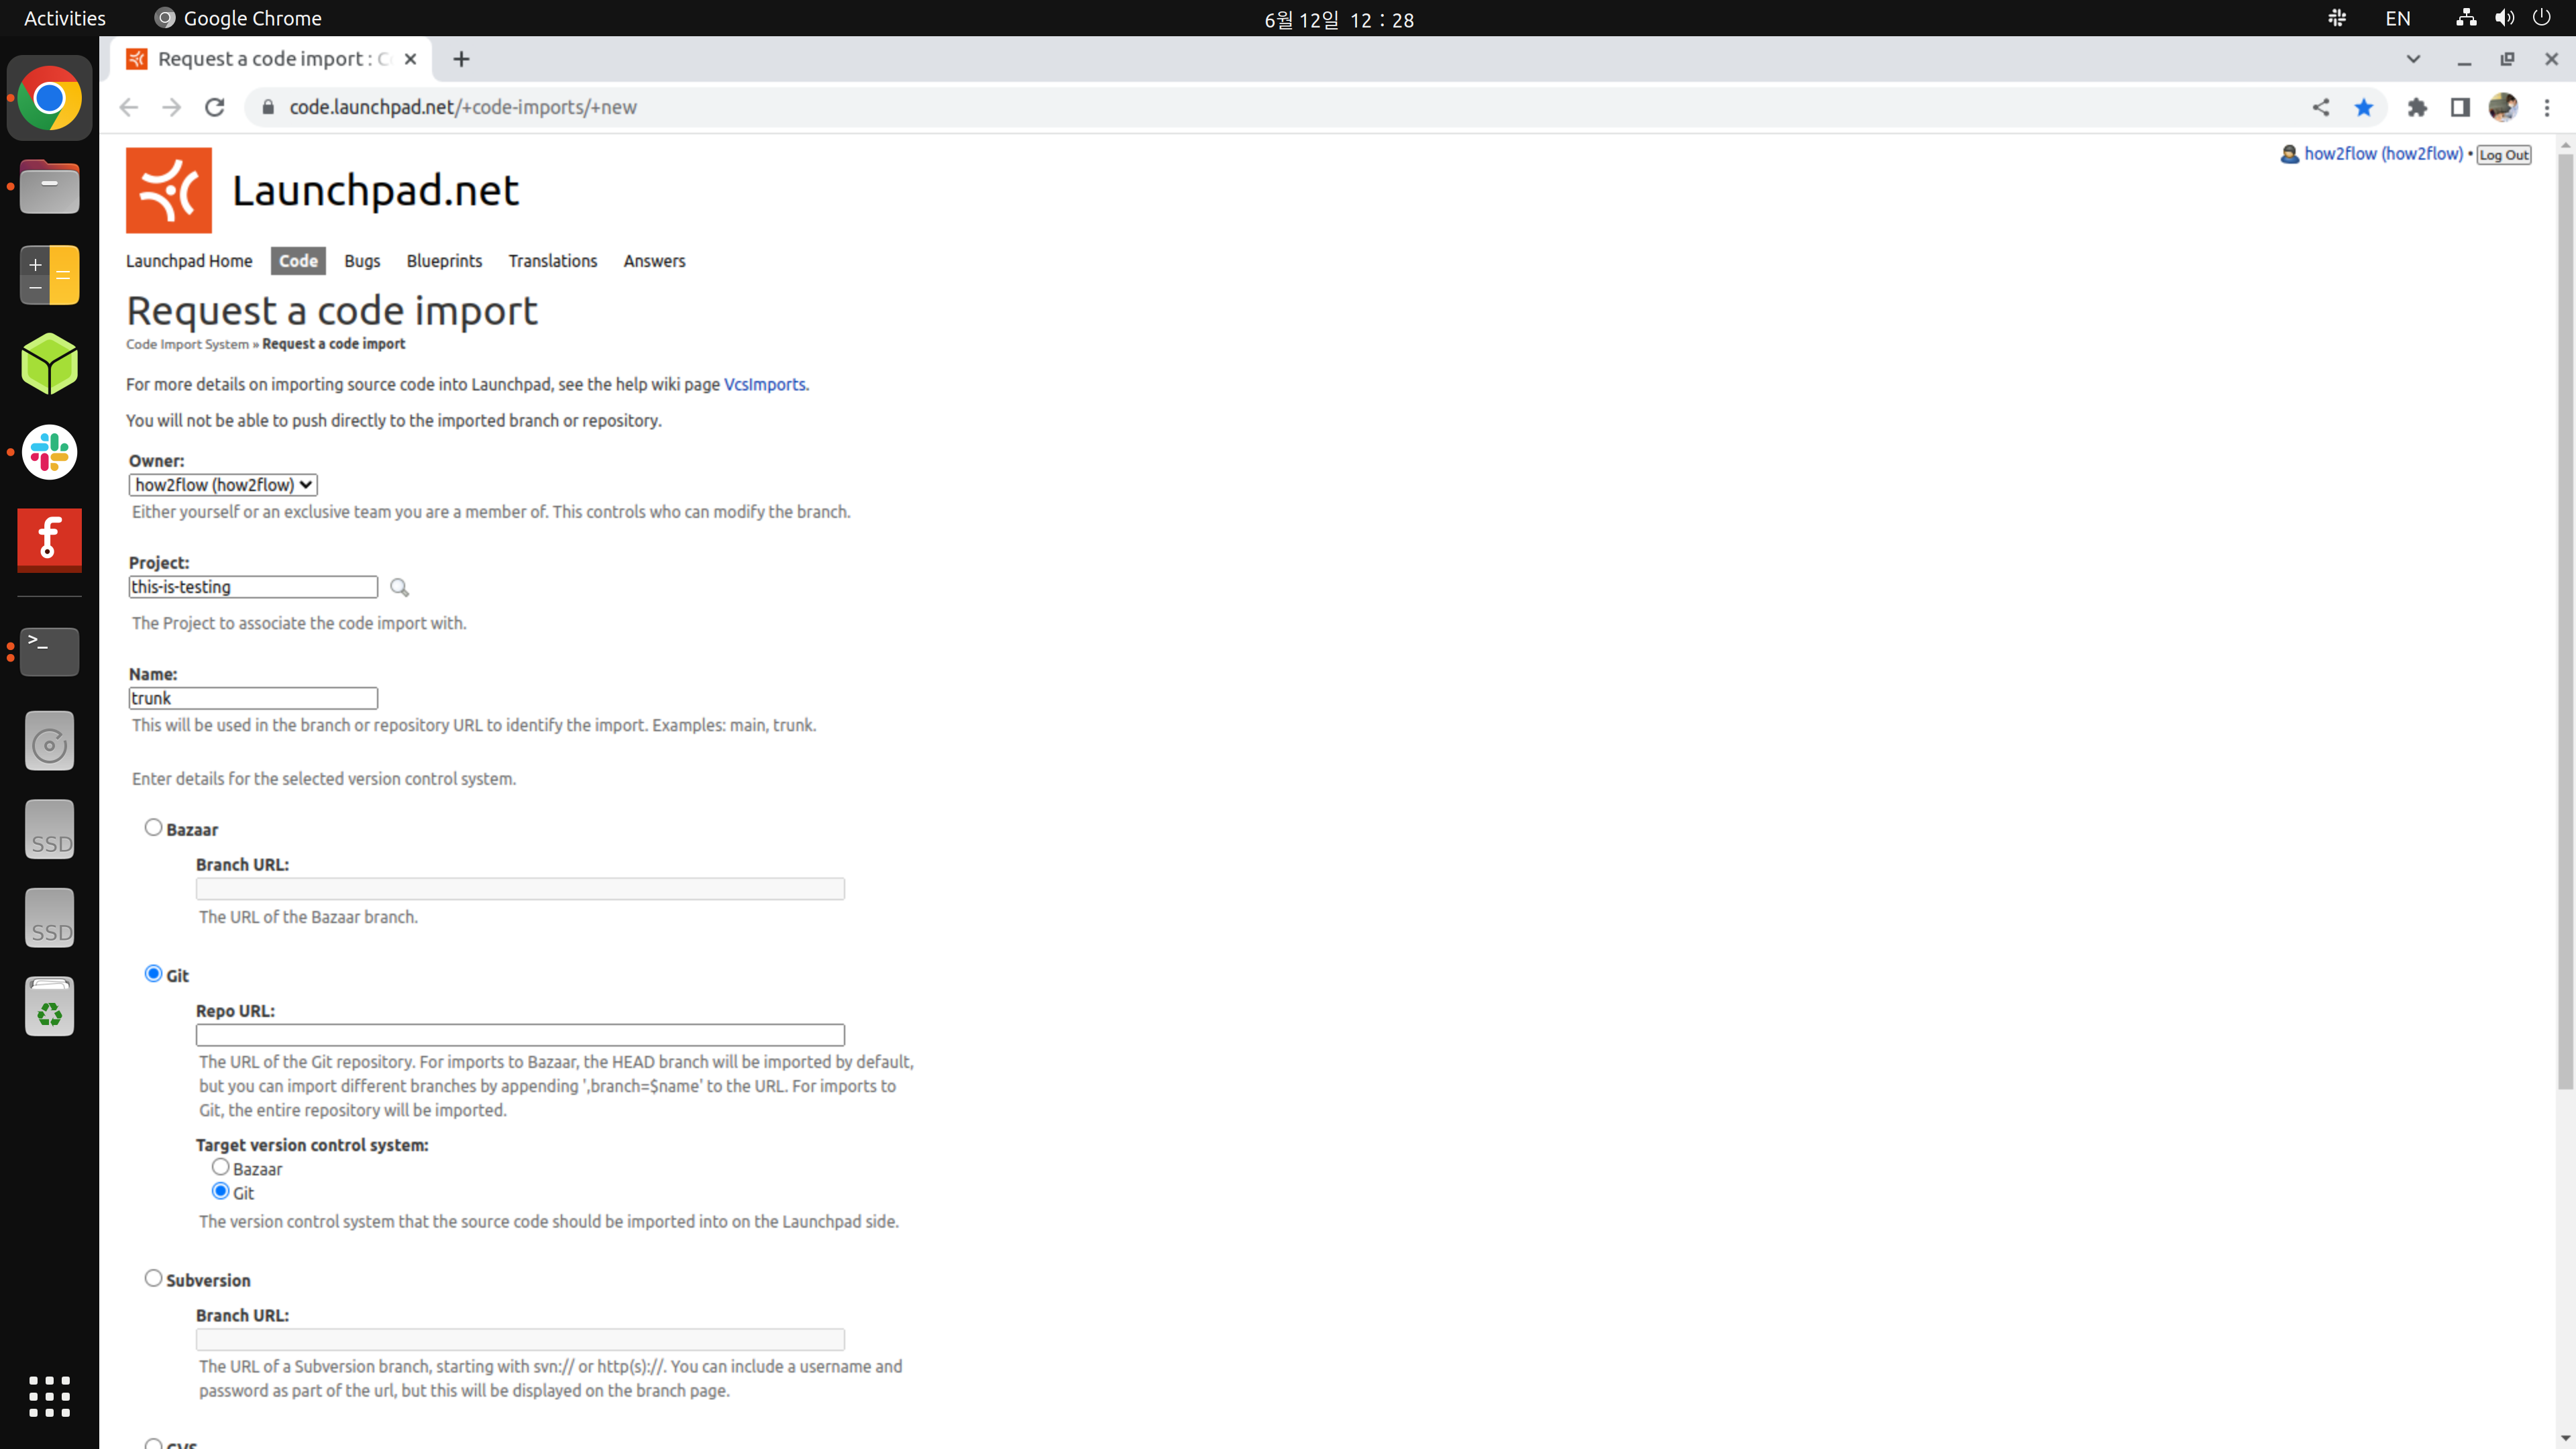 Activities
Google Chrome
6월 12일 12 : 28
EN
Request a code import :
code.launchpad.net/+code-imports/+new
how2flow (how2flow) • Log Out
Launchpad.net
Launchpad Home Code Bugs Blueprints Translations Answers
Request a code import
Code Import System » Request a code import
For more details on importing source code into Launchpad, see the help wiki page VcsImports.
You will not be able to push directly to the imported branch or repository.
Owner:
how2flow (how2flow)
Either yourself or an exclusive team you are a member of. This controls who can modify the branch.
Project:
this-is-testing
The Project to associate the code import with.
Name:
trunk
This will be used in the branch or repository URL to identify the import. Examples: main, trunk.
Enter details for the selected version control system.
Bazaar
Branch URL:
The URL of the Bazaar branch.
Git
Repo URL:
The URL of the Git repository. For imports to Bazaar, the HEAD branch will be imported by default,
but you can import different branches by appending ',branch=$name' to the URL. For imports to
Git, the entire repository will be imported.
Target version control system:
Bazaar
Git
The version control system that the source code should be imported into on the Launchpad side.
Subversion
Branch URL:
The URL of a Subversion branch, starting with svn:// or http(s)://. You can include a username and
password as part of the url, but this will be displayed on the branch page.
CVS
SSD
SSD